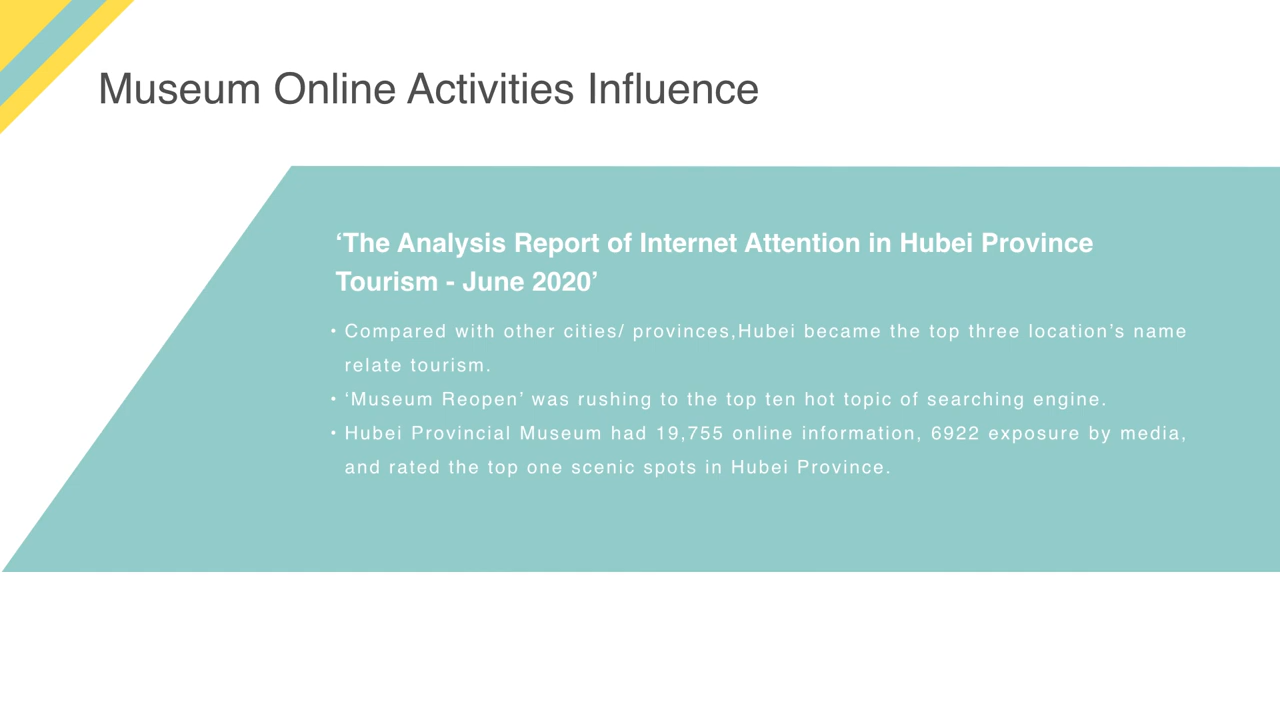 Museum Online Activities Influence
‘The Analysis Report of Internet Attention in Hubei Province
Tourism - June 2020’
• Compared with other cities/ provinces,Hubei became the top three location’s name
relate tourism.
• ‘Museum Reopen’ was rushing to the top ten hot topic of searching engine.
• Hubei Provincial Museum had 19,755 online information, 6922 exposure by media,
and rated the top one scenic spots in Hubei Province.